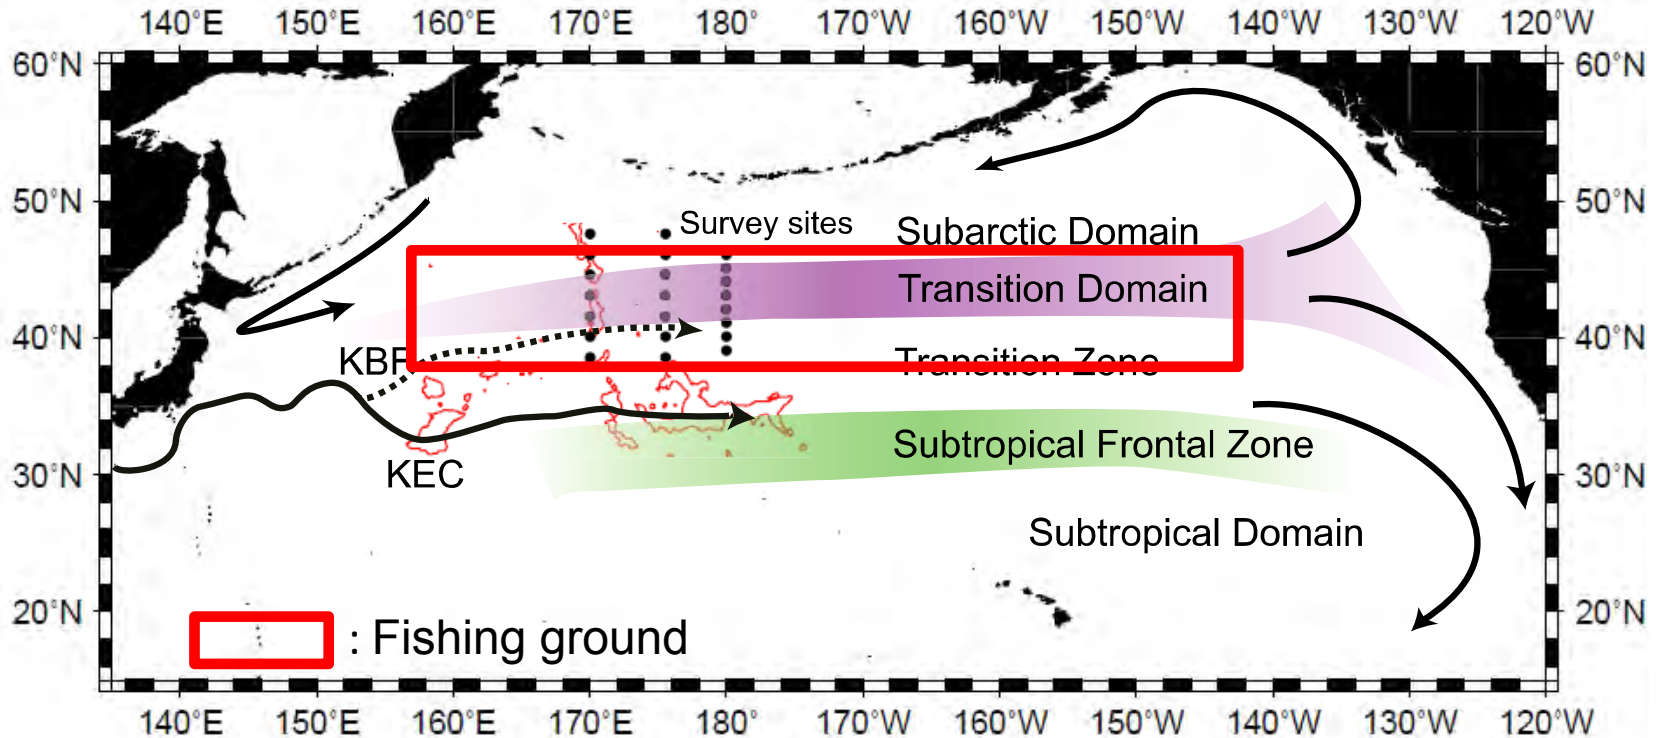 140°E 150°E 160°E 170°E 180° 170°W 160°W 150°W 140°W 130°W 120°W
60°N 60°N
50°N 50°N
Survey sites Subarctic Domain
Transition Domain
40°N 40°N
KBF Transition Zone
Subtropical Frontal Zone
30°N KEC 30°N
Subtropical Domain
20°N 20°N
: Fishing ground
140°E 150°E 160°E 170°E 180° 170°W 160°W 150°W 140°W 130°W 120°W